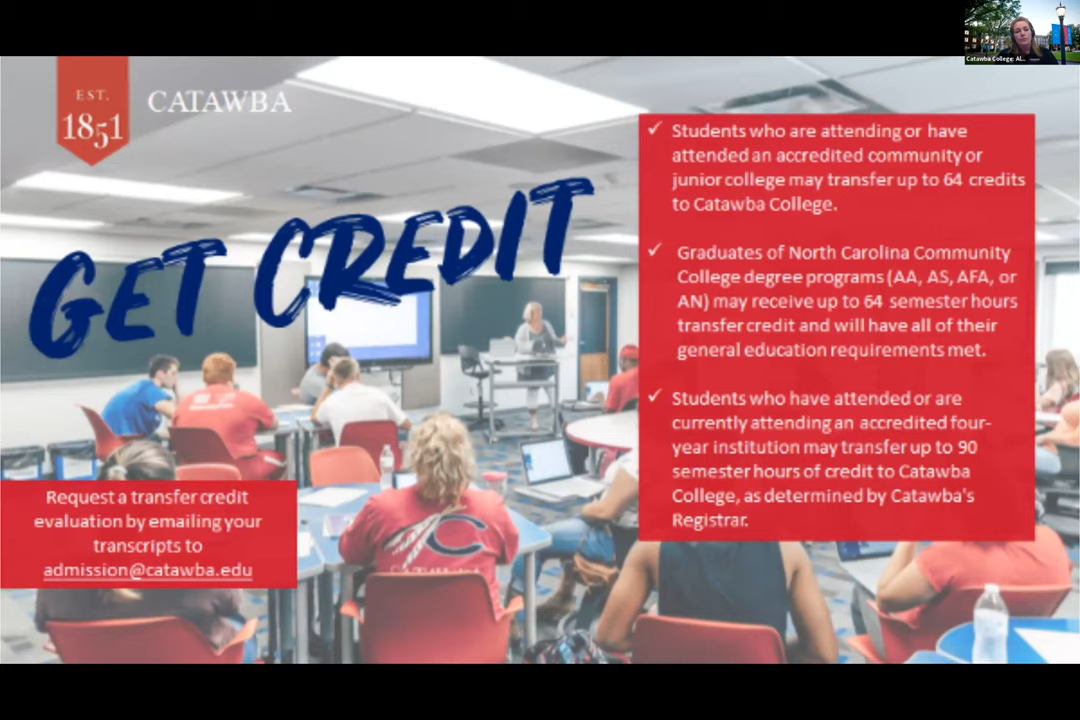 Catawba College: Al...
EST.
1851
CATAWBA
GET CREDIT
✓ Students who are attending or have
attended an accredited community or
junior college may transfer up to 64 credits
to Catawba College.
✓ Graduates of North Carolina Community
College degree programs (AA, AS, AFA, or
AN) may receive up to 64 semester hours
transfer credit and will have all of their
general education requirements met.
✓ Students who have attended or are
currently attending an accredited four-
year institution may transfer up to 90
semester hours of credit to Catawba
College, as determined by Catawba's
Registrar.
Request a transfer credit
evaluation by emailing your
transcripts to
admission@catawba.edu
C